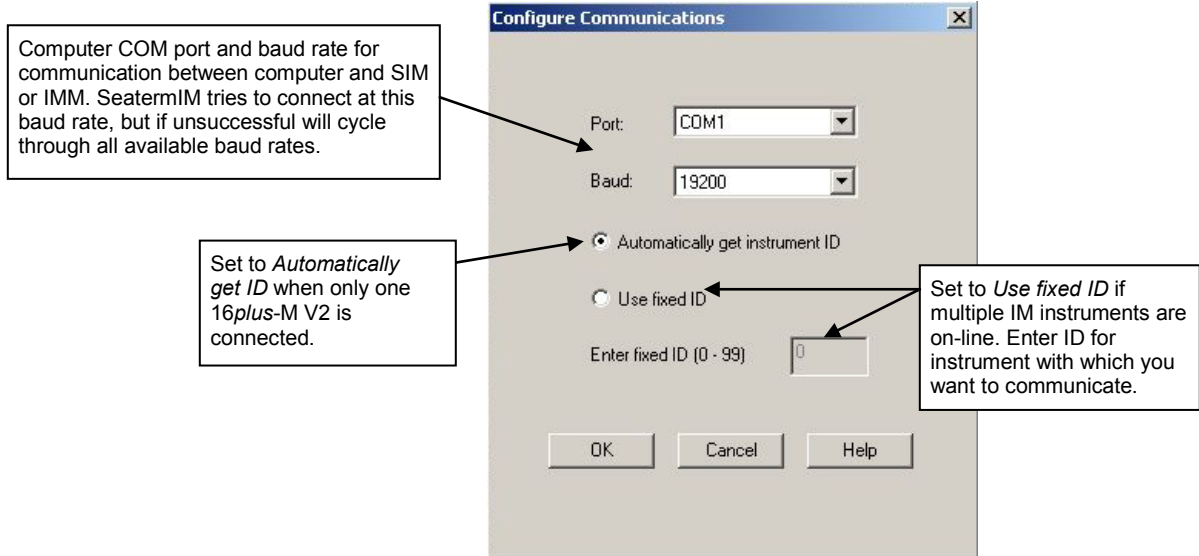 Configure Communications
Computer COM port and baud rate for
communication between computer and SIM
or IMM. SeatermIM tries to connect at this
baud rate, but if unsuccessful will cycle
through all available baud rates.
Port: COM1
Baud: 19200
Automatically get instrument ID
Set to Automatically
get ID when only one
16plus-M V2 is
connected.
Use fixed ID
Enter fixed ID (0 - 99) 0
Set to Use fixed ID if
multiple IM instruments are
on-line. Enter ID for
instrument with which you
want to communicate.
OK Cancel Help